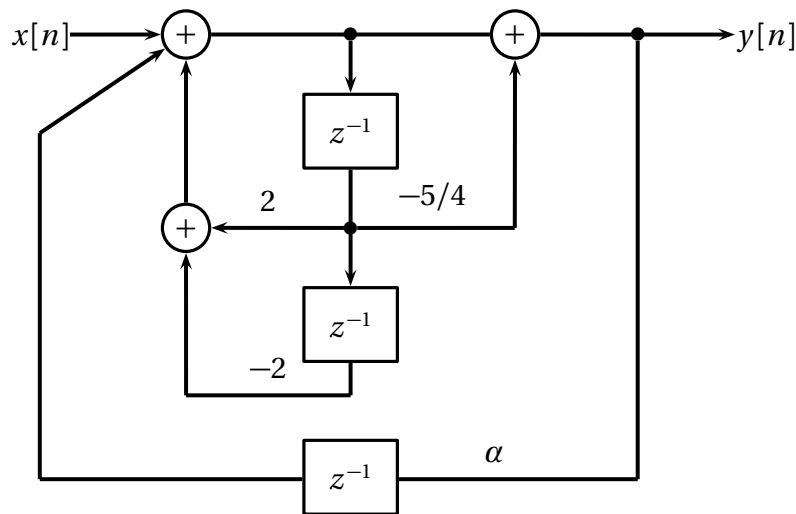 x[n] + + y[n]
z⁻¹
2 −5/4
+
z⁻¹
−2
α
z⁻¹